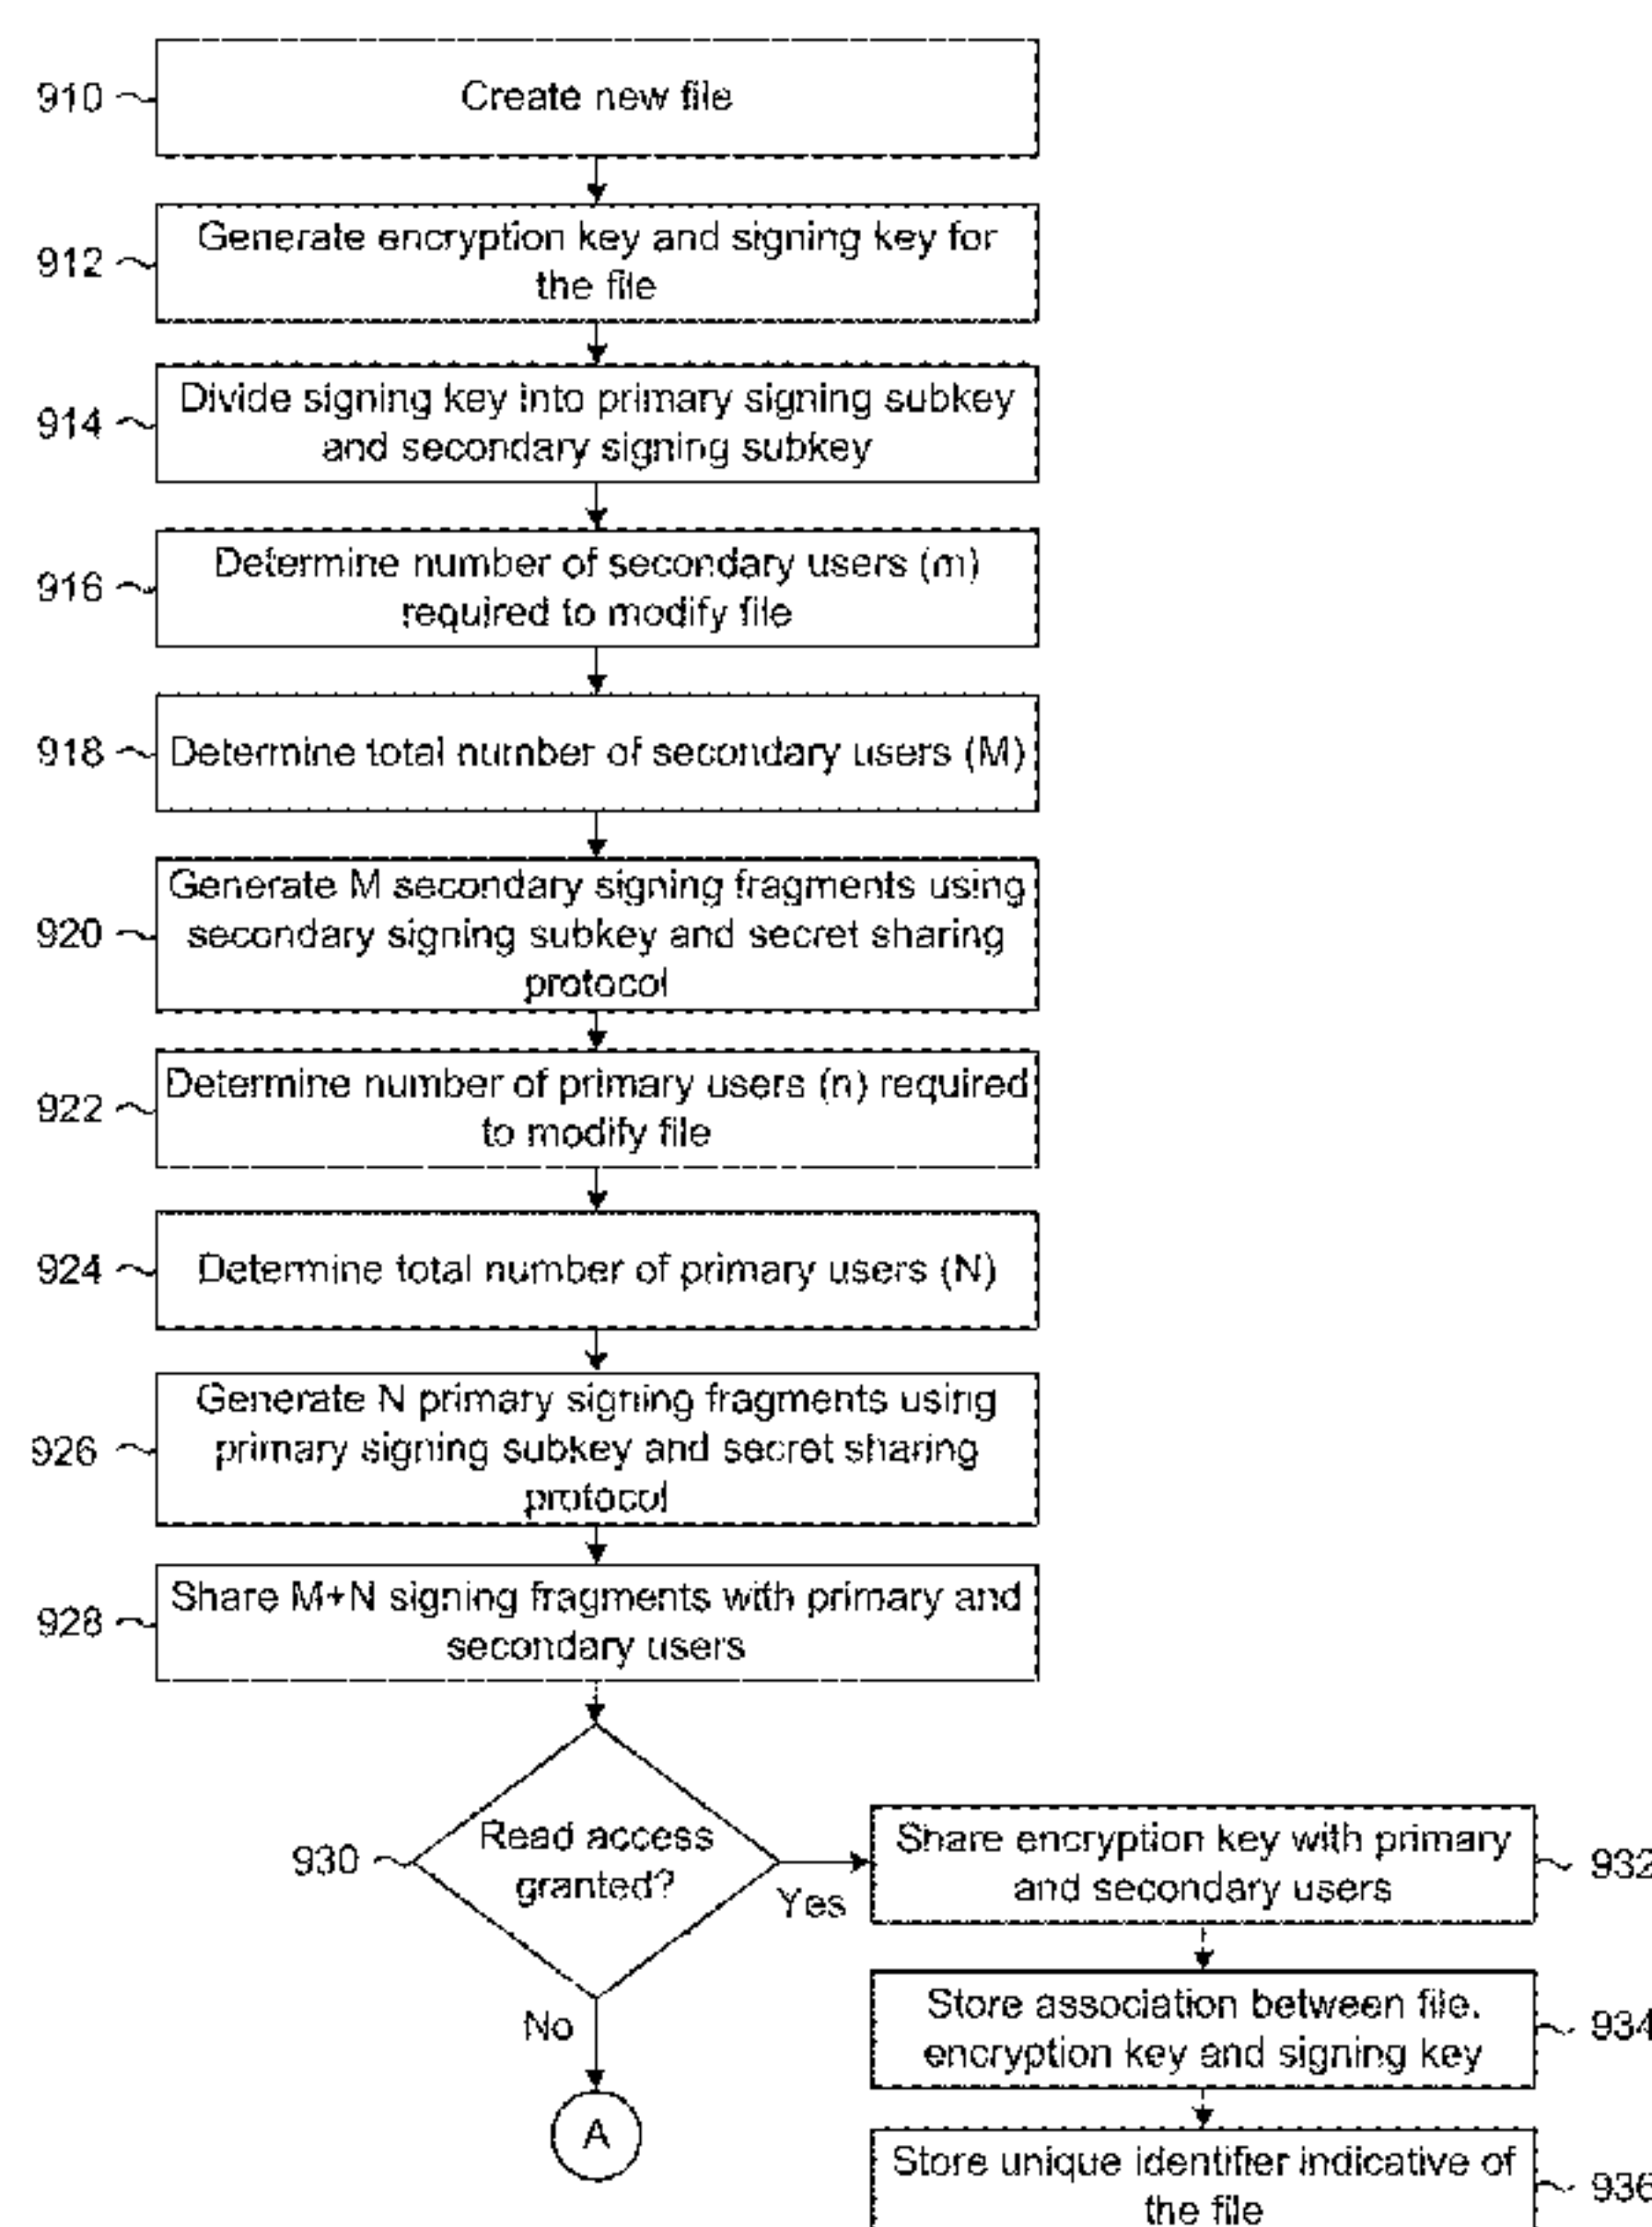 910
Create new file
912
Generate encryption key and signing key for
the file
914
Divide signing key into primary signing subkey
and secondary signing subkey
916
Determine number of secondary users (m)
required to modify file
918
Determine total number of secondary users (M)
920
Generate M secondary signing fragments using
secondary signing subkey and secret sharing
protocol
922
Determine number of primary users (n) required
to modify file
924
Determine total number of primary users (N)
926
Generate N primary signing fragments using
primary signing subkey and secret sharing
protocol
928
Share M+N signing fragments with primary and
secondary users
930
Read access
granted?
Yes
No
A
Share encryption key with primary
and secondary users
932
Store association between file,
encryption key and signing key
934
Store unique identifier indicative of
the file
936